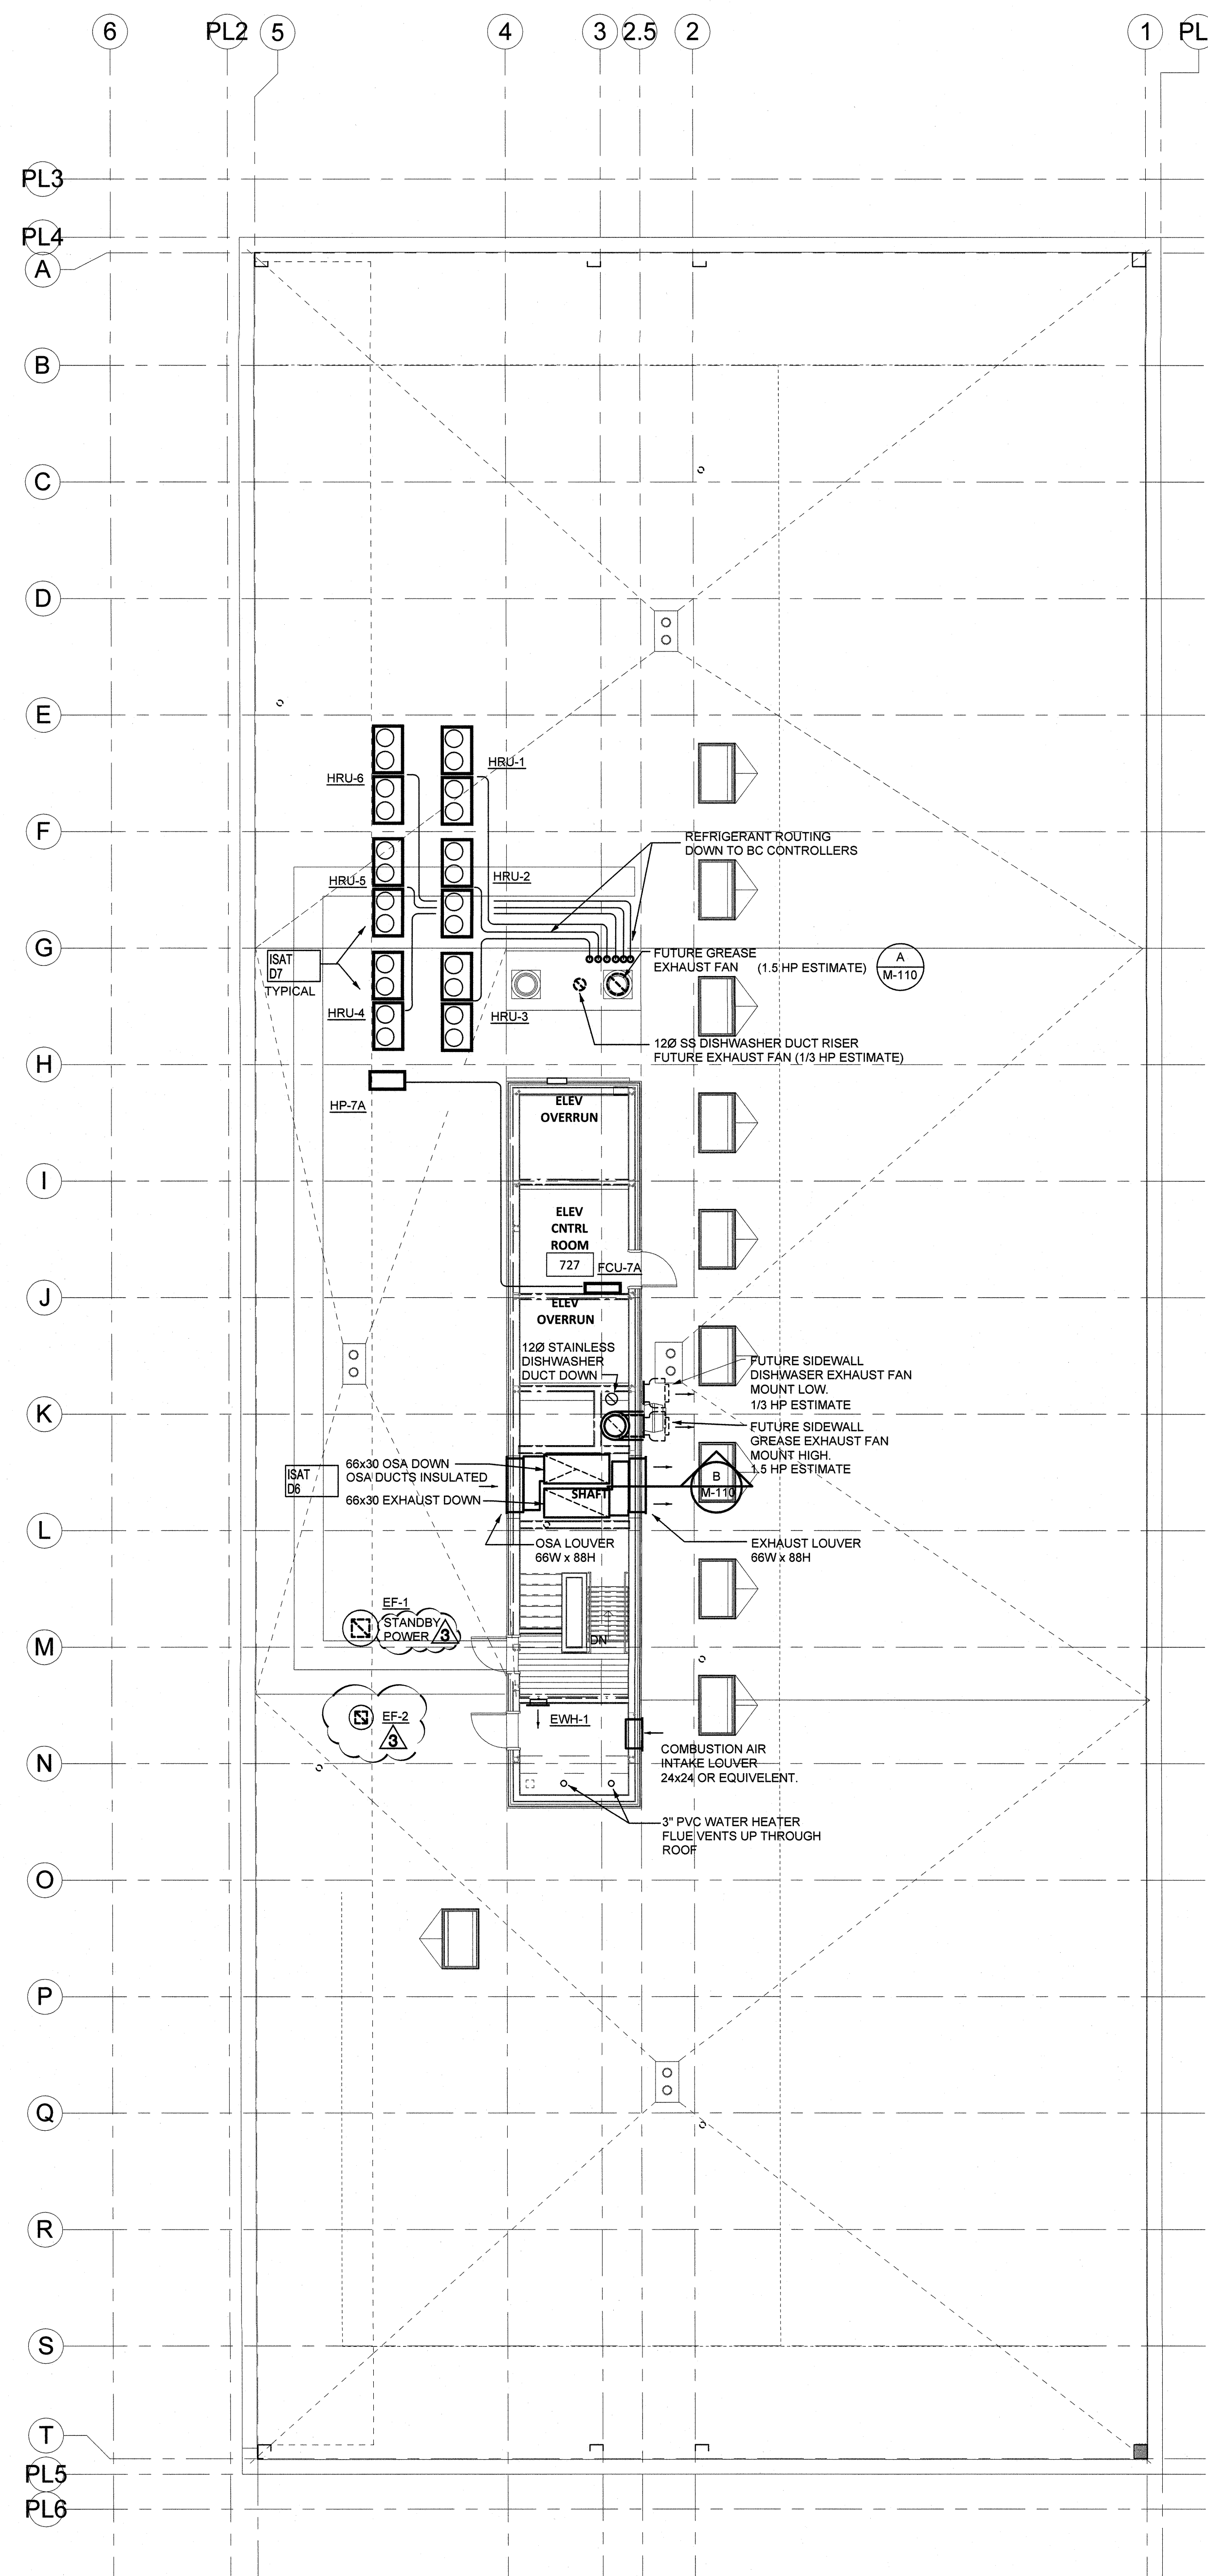 6
PL2
5
4
3
2.5
2
1
PL
PL3
PL4
A
B
C
D
E
HRU-6
HRU-1
F
REFRIGERANT ROUTING
DOWN TO BC CONTROLLERS
HRU-5
HRU-2
G
ISAT
D7
TYPICAL
FUTURE GREASE
EXHAUST FAN
(1.5 HP ESTIMATE)
A
M-110
HRU-4
HRU-3
12Ø SS DISHWASHER DUCT RISER
FUTURE EXHAUST FAN (1/3 HP ESTIMATE)
H
HP-7A
ELEV
OVERRUN
I
ELEV
CNTRL
ROOM
727
FCU-7A
J
ELEV
OVERRUN
12Ø STAINLESS
DISHWASHER
DUCT DOWN
FUTURE SIDEWALL
DISHWASER EXHAUST FAN
MOUNT LOW.
1/3 HP ESTIMATE
K
FUTURE SIDEWALL
GREASE EXHAUST FAN
MOUNT HIGH.
1.5 HP ESTIMATE
ISAT
D6
66x30 OSA DOWN
OSA DUCTS INSULATED
66x30 EXHAUST DOWN
SHAFT
B
M-110
L
OSA LOUVER
66W x 88H
EXHAUST LOUVER
66W x 88H
EF-1
STANDBY
POWER
3
M
DN
EF-2
3
EWH-1
N
COMBUSTION AIR
INTAKE LOUVER
24x24 OR EQUIVELENT.
3" PVC WATER HEATER
FLUE VENTS UP THROUGH
ROOF
O
P
Q
R
S
T
PL5
PL6